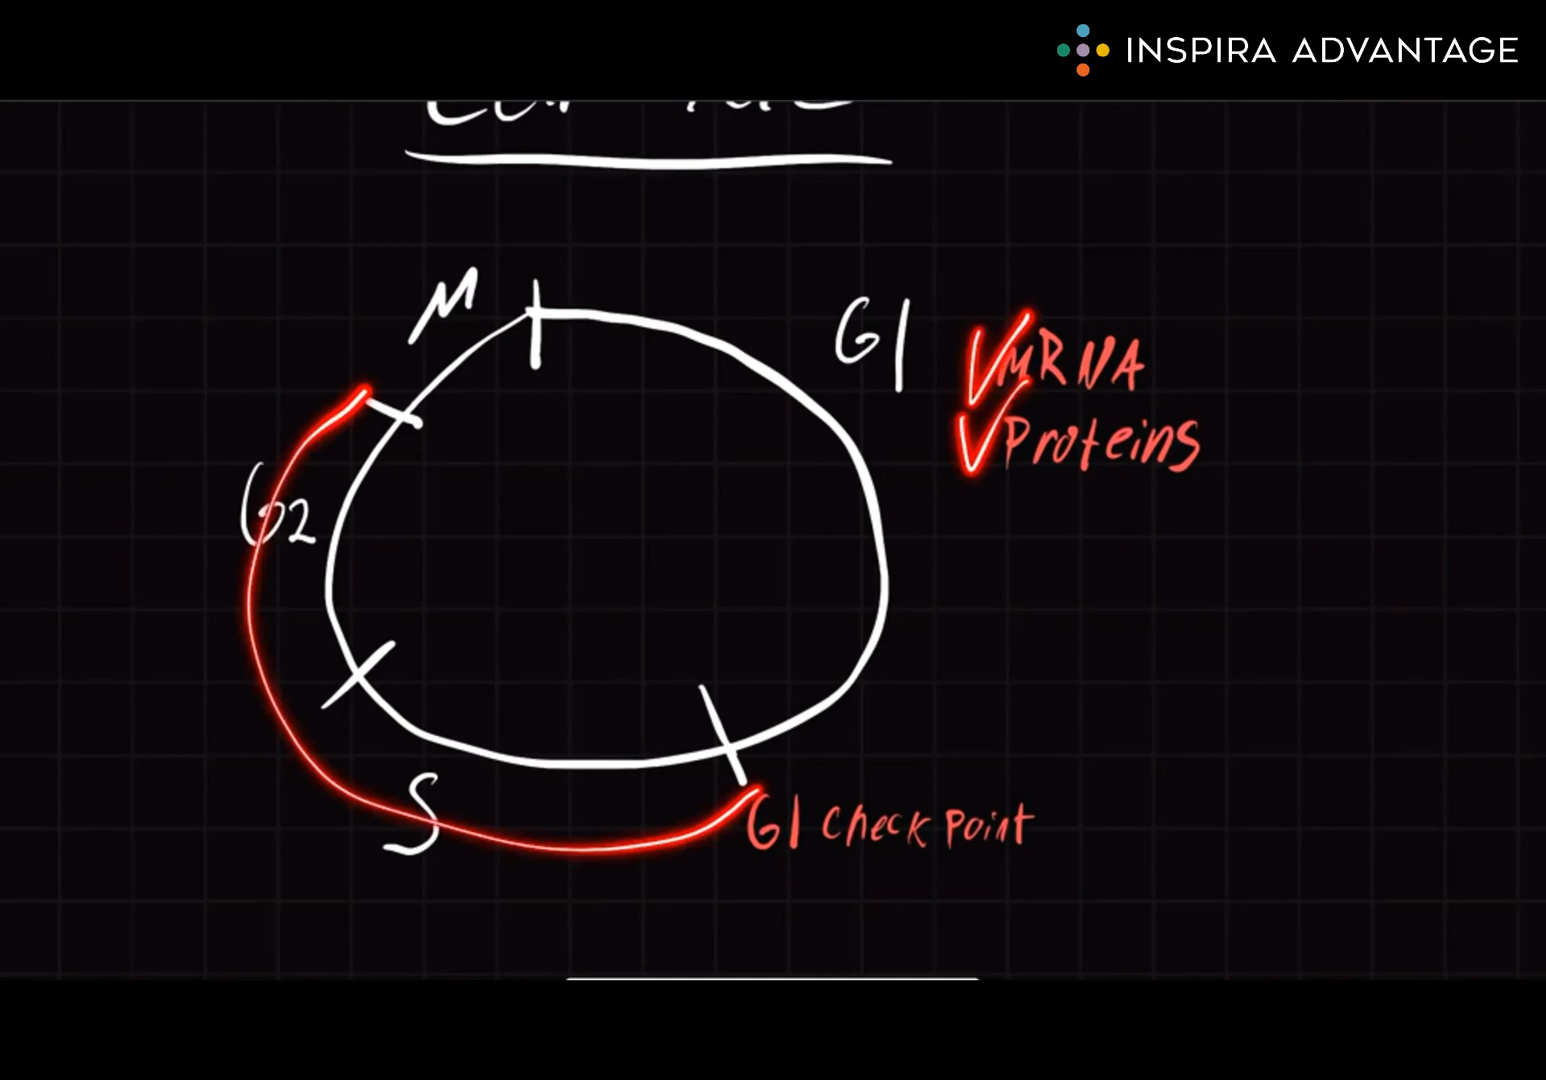 INSPIRA ADVANTAGE
M
G1
mRNA
Proteins
G2
S
G1 Check Point